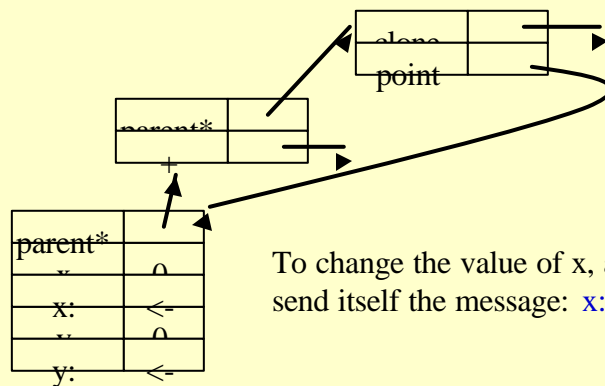 clone
point
parent*
+
parent*
x 0
x: <-
y 0
y: <-
To change the value of x, a
send itself the message: x: